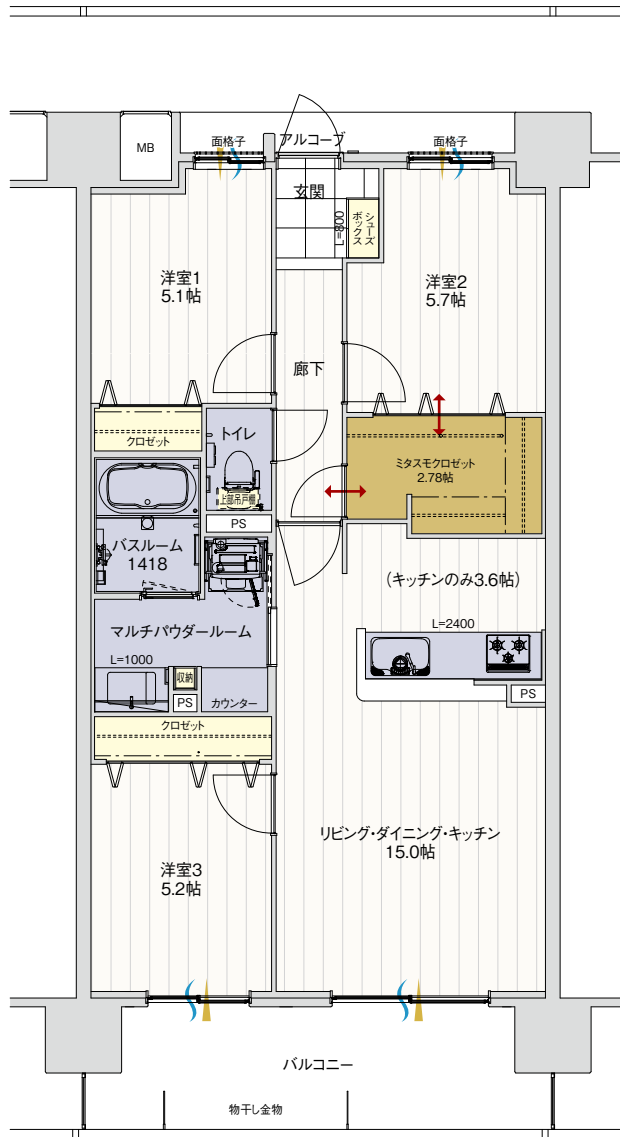 MB
面格子
アルコーブ
面格子
玄関
L=800
シューズ
ボックス
洋室1
5.1帖
洋室2
5.7帖
廊下
クロゼット
トイレ
上部吊戸棚
PS
ミタスモクロゼット
2.78帖
バスルーム
1418
(キッチンのみ3.6帖)
L=2400
マルチパウダールーム
L=1000
収納
PS
カウンター
PS
クロゼット
リビング・ダイニング・キッチン
15.0帖
洋室3
5.2帖
バルコニー
物干し金物